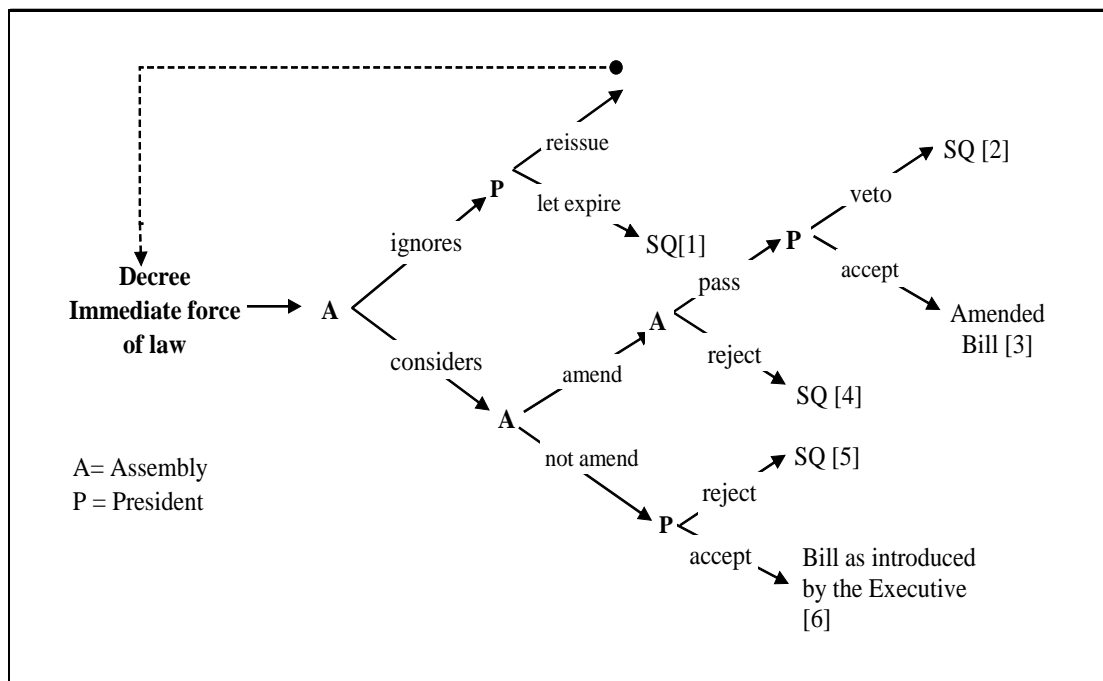 reissue
SQ [2]
P
let expire
veto
ignores
SQ[1]
P
Decree
Immediate force
of law
A
pass
accept
A
Amended
Bill [3]
considers
amend
reject
SQ [4]
A
not amend
SQ [5]
A= Assembly
P = President
reject
P
accept
Bill as introduced
by the Executive
[6]